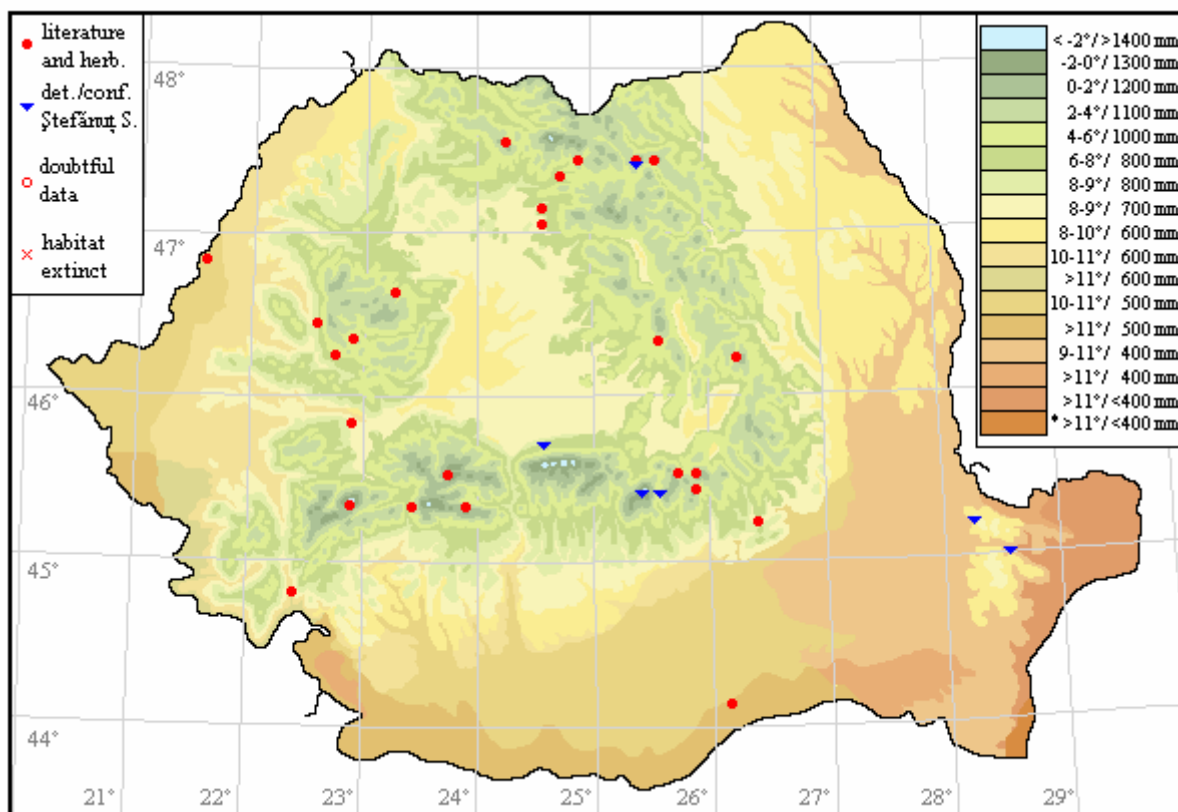 literature
and herb.
det./conf.
Ştefănuţ S.
doubtful
data
habitat
extinct
< -2°/ >1400 mm
-2-0°/ 1300 mm
0-2°/ 1200 mm
2-4°/ 1100 mm
4-6°/ 1000 mm
6-8°/ 800 mm
8-9°/ 800 mm
8-9°/ 700 mm
8-10°/ 600 mm
10-11°/ 600 mm
>11°/ 600 mm
10-11°/ 500 mm
>11°/ 500 mm
9-11°/ 400 mm
>11°/ 400 mm
>11°/ <400 mm
* >11°/ <400 mm
48°
47°
46°
45°
44°
21°
22°
23°
24°
25°
26°
27°
28°
29°